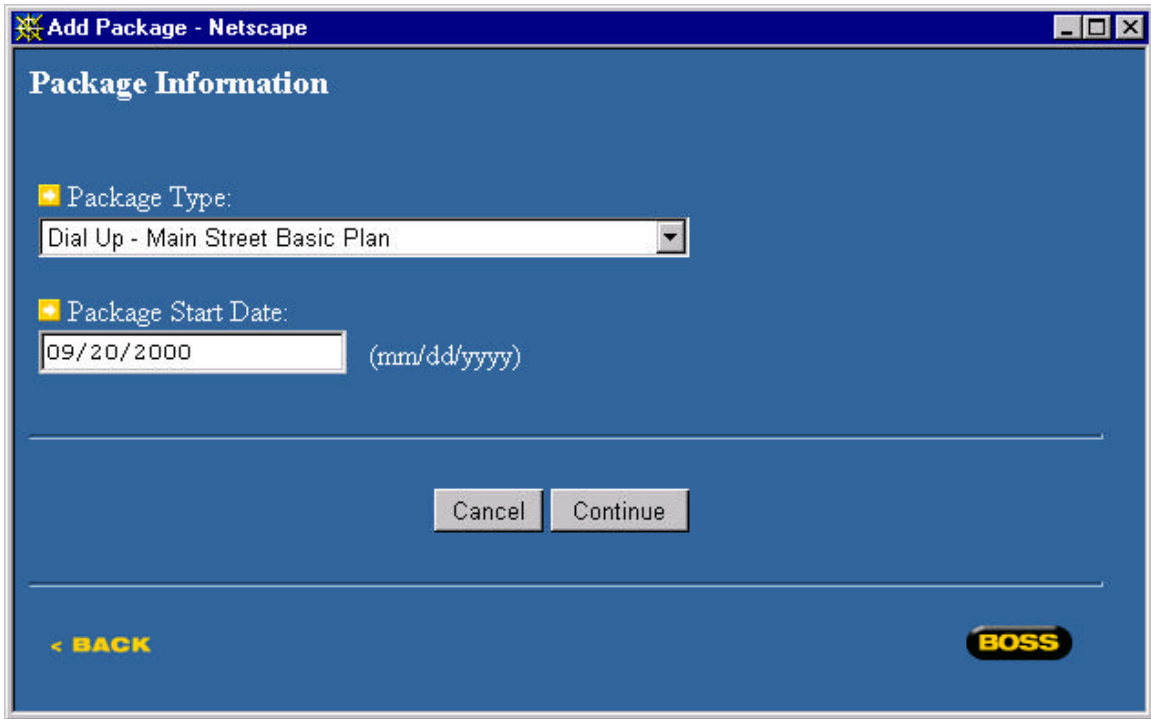 Add Package - Netscape
Package Information
Package Type:
Dial Up - Main Street Basic Plan
Package Start Date:
09/20/2000 (mm/dd/yyyy)
Cancel Continue
< BACK BOSS